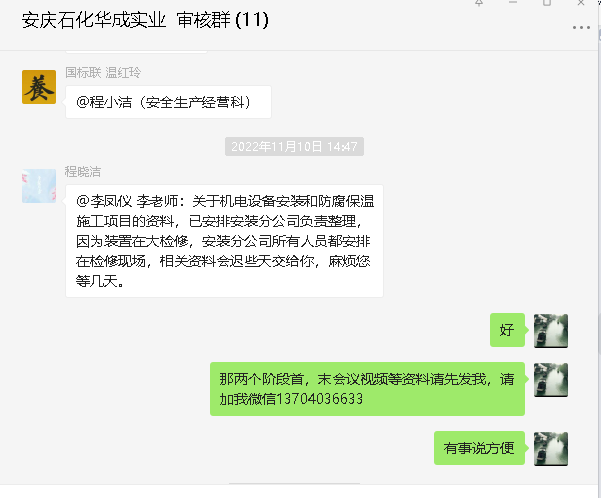 安庆石化华成实业 审核群 (11)
国标联 温红玲
@程小洁（安全生产经营科）
2022年11月10日 14:47
程晓洁
@李凤仪 李老师：关于机电设备安装和防腐保温
施工项目的资料，已安排安装分公司负责整理，
因为装置在大检修，安装分公司所有人员都安排
在检修现场，相关资料会迟些天交给你，麻烦您
等几天。
好
那两个阶段首，末会议视频等资料请先发我，请
加我微信13704036633
有事说方便